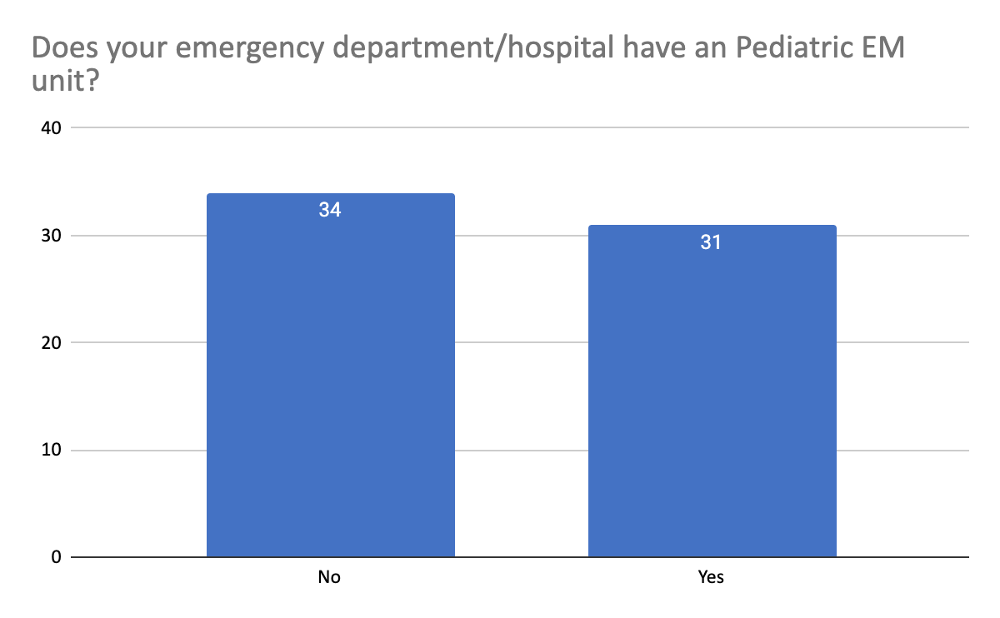 Does your emergency department/hospital have an Pediatric EM
unit?
40
34
30
31
20
10
0
No
Yes